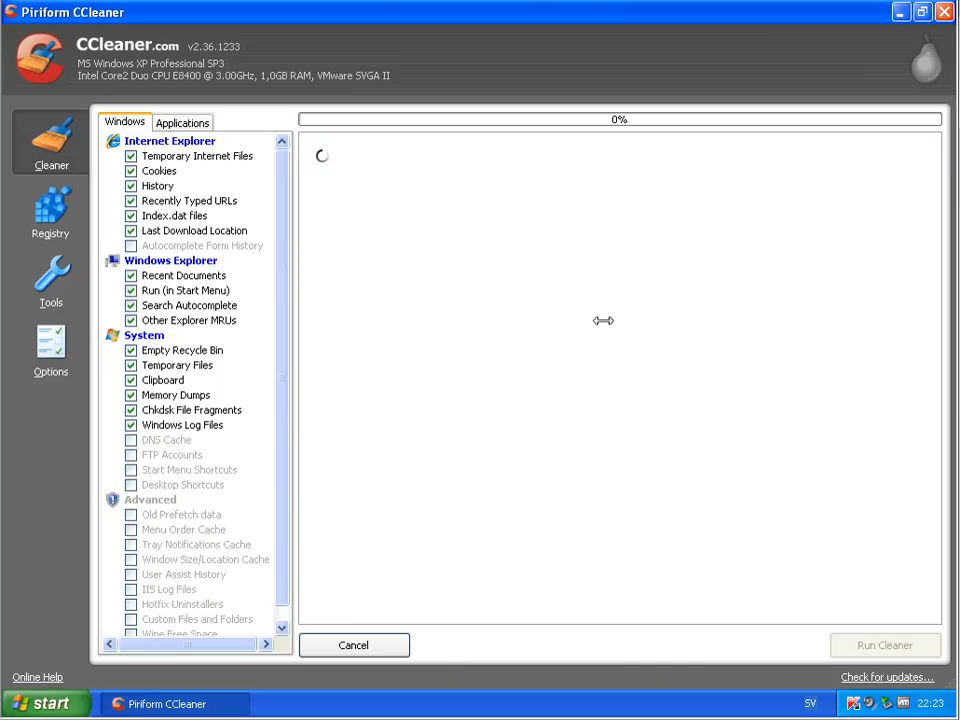 Piriform CCleaner
CCleaner.com v2.36.1233
MS Windows XP Professional SP3
Intel Core2 Duo CPU E8400 @ 3.00GHz, 1,0GB RAM, VMware SVGA II
Cleaner
Registry
Tools
Options
Windows
Applications
Internet Explorer
Temporary Internet Files
Cookies
History
Recently Typed URLs
Index.dat files
Last Download Location
Autocomplete Form History
Windows Explorer
Recent Documents
Run (in Start Menu)
Search Autocomplete
Other Explorer MRUs
System
Empty Recycle Bin
Temporary Files
Clipboard
Memory Dumps
Chkdsk File Fragments
Windows Log Files
DNS Cache
FTP Accounts
Start Menu Shortcuts
Desktop Shortcuts
Advanced
Old Prefetch data
Menu Order Cache
Tray Notifications Cache
Window Size/Location Cache
User Assist History
IIS Log Files
Hotfix Uninstallers
Custom Files and Folders
Wipe Free Space
0%
Cancel
Run Cleaner
Online Help
Check for updates...
start
Piriform CCleaner
SV
22:23